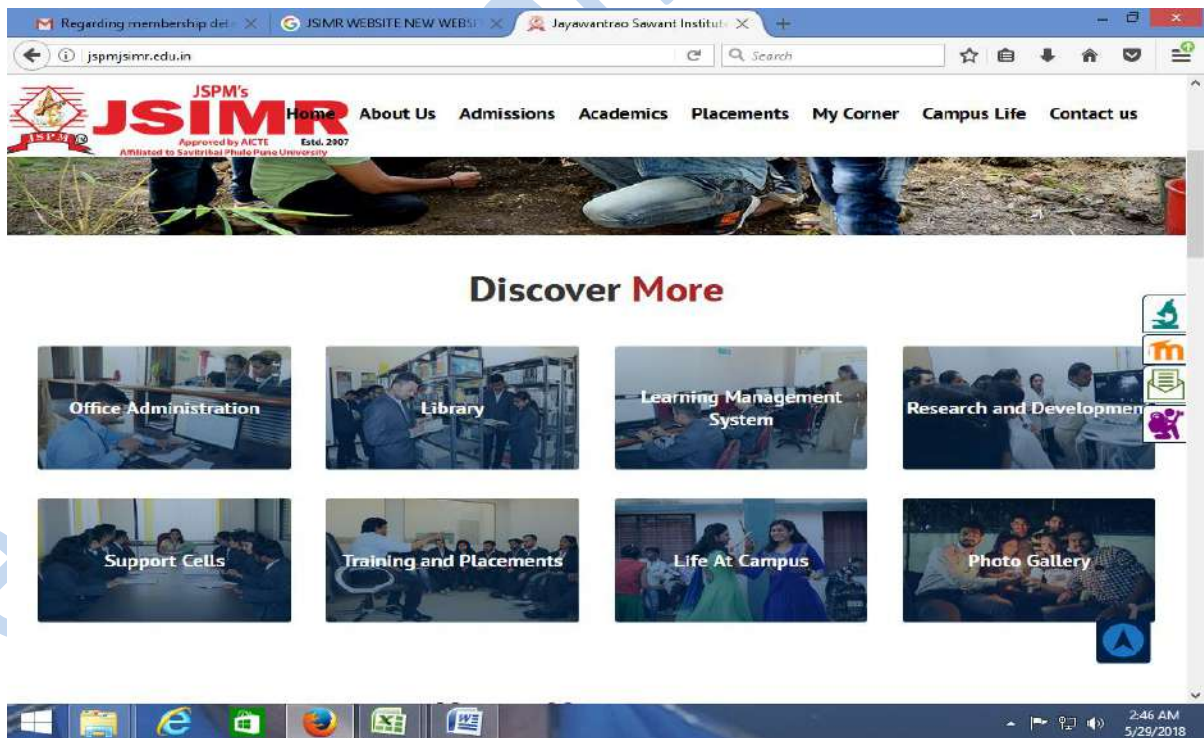 Regarding membership det
JSIMR WEBSITE NEW WEBSIT
Jayawantrao Sawant Institute
jspmjsimr.edu.in
Search
JSPM's
JSIMR
JSPM
Approved by AICTE Estd. 2007
Affiliated to Savitribai Phule Pune University
Home About Us Admissions Academics Placements My Corner Campus Life Contact us
Discover More
Office Administration
Library
Learning Management
System
Research and Developmen
Support Cells
Training and Placements
Life At Campus
Photo Gallery
2:46 AM
5/29/2018